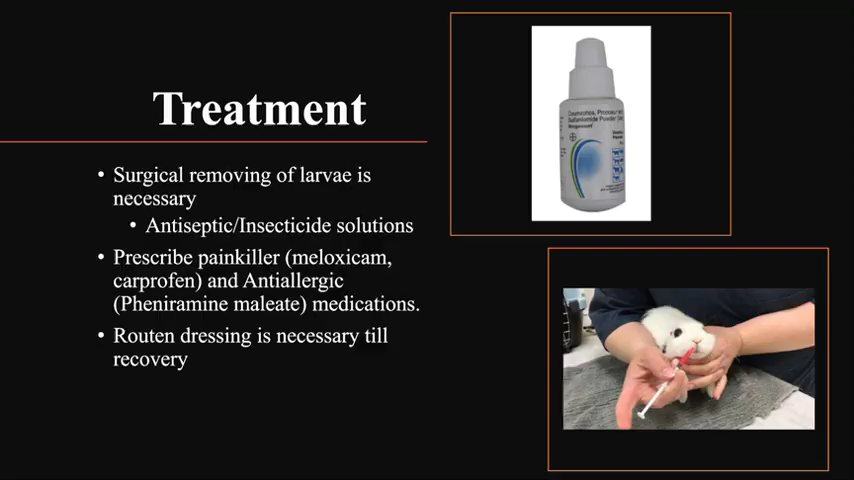 Treatment
• Surgical removing of larvae is
necessary
• Antiseptic/Insecticide solutions
• Prescribe painkiller (meloxicam,
carprofen) and Antiallergic
(Pheniramine maleate) medications.
• Routen dressing is necessary till
recovery
Powder